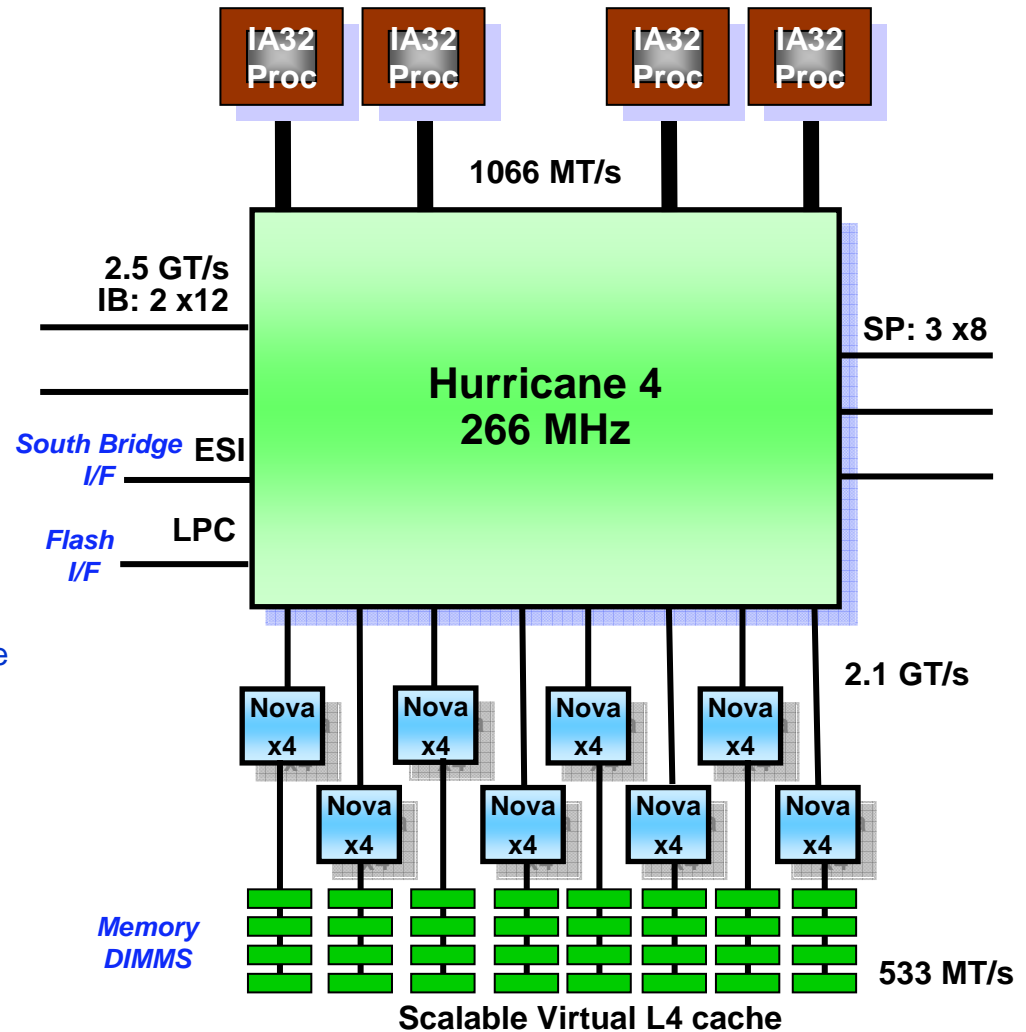 IA32
Proc
IA32
Proc
IA32
Proc
IA32
Proc
1066 MT/s
2.5 GT/s
IB: 2 x12
SP: 3 x8
Hurricane 4
266 MHz
South Bridge
I/F
ESI
Flash
I/F
LPC
e
2.1 GT/s
Nova
x4
Nova
x4
Nova
x4
Nova
x4
Nova
x4
Nova
x4
Nova
x4
Nova
x4
Memory
DIMMS
533 MT/s
Scalable Virtual L4 cache